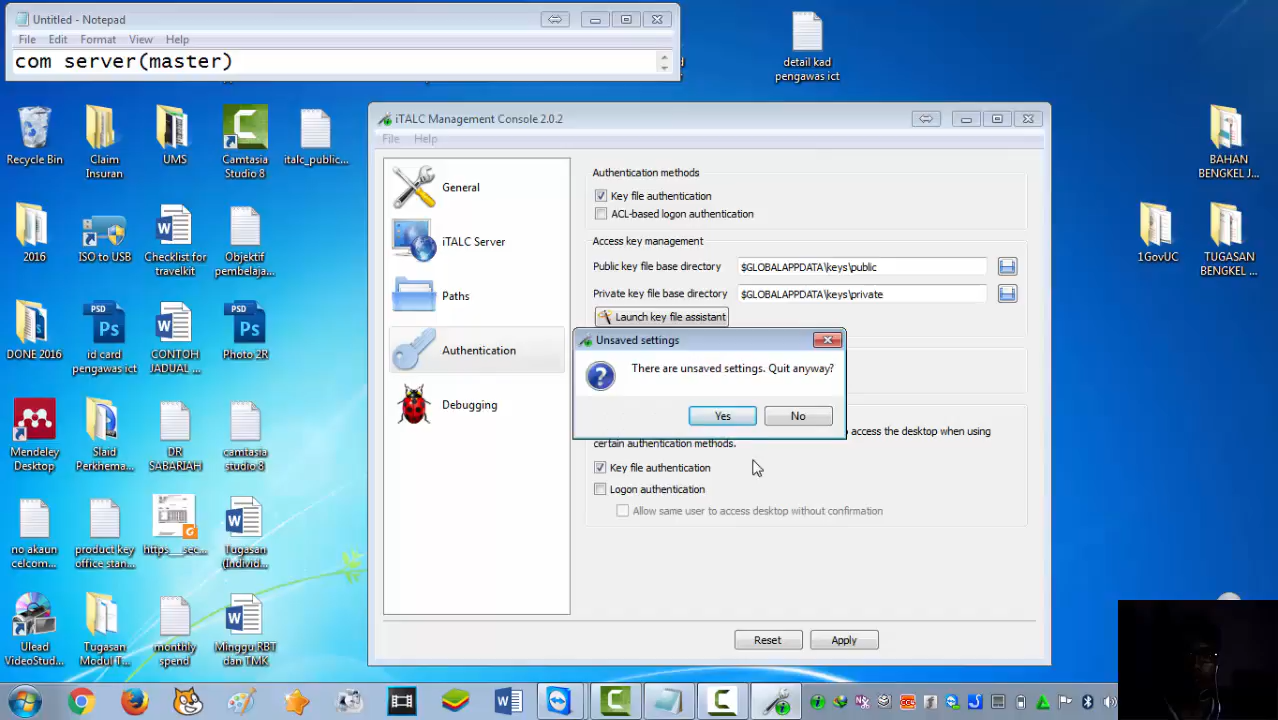 Untitled - Notepad
File Edit Format View Help
com server(master)
detail kad
pengawas ict
Recycle Bin
Claim
Insuran
UMS
Camtasia
Studio 8
italc_public...
BAHAN
BENGKEL J...
2016
ISO to USB
Checklist for
travelkit
Objektif
pembelaja...
1GovUC
TUGASAN
BENGKEL ...
PSD
Ps
PSD
Ps
DONE 2016
id card
pengawas ict
CONTOH
JADUAL ...
Photo 2R
Mendeley
Desktop
Slaid
Perkhema...
DR
SABARIAH
camtasia
studio 8
no akaun
celcom...
product key
office stan...
https___sec...
Tugasan
(Individ...
Ulead
VideoStud...
Tugasan
Modul T...
monthly
spend
Minggu RBT
dan TMK
iTALC Management Console 2.0.2
File Help
General
iTALC Server
Paths
Authentication
Debugging
Authentication methods
Key file authentication
ACL-based logon authentication
Access key management
Public key file base directory
$GLOBALAPPDATA\keys\public
Private key file base directory
$GLOBALAPPDATA\keys\private
Launch key file assistant
Unsaved settings
There are unsaved settings. Quit anyway?
Yes No
access the desktop when using
certain authentication methods.
Key file authentication
Logon authentication
Allow same user to access desktop without confirmation
Reset Apply